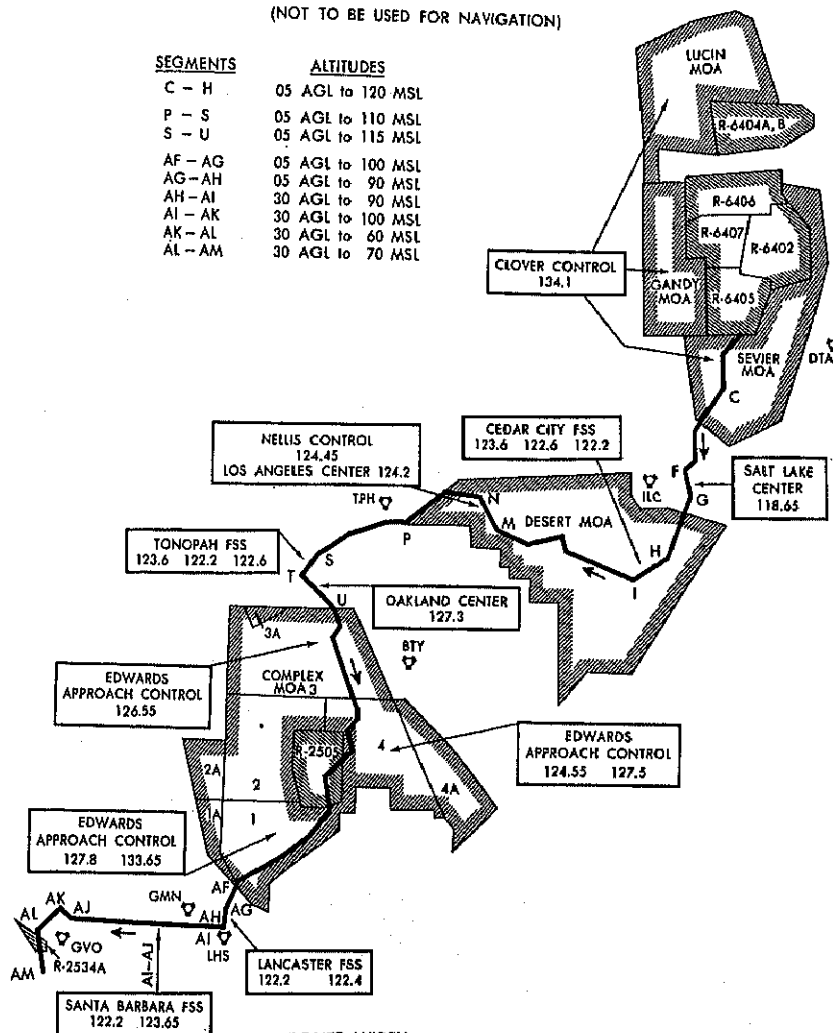 (NOT TO BE USED FOR NAVIGATION)
SEGMENTS ALTITUDES
C - H 05 AGL to 120 MSL
P - S 05 AGL to 110 MSL
S - U 05 AGL to 115 MSL
AF - AG 05 AGL to 100 MSL
AG - AH 05 AGL to 90 MSL
AH - AI 30 AGL to 90 MSL
AI - AK 30 AGL to 100 MSL
AK - AL 30 AGL to 60 MSL
AL - AM 30 AGL to 70 MSL
LUCIN
MOA
R-6404A, B
R-6406
R-6407
R-6402
CLOVER CONTROL
134.1
GANDY
MOA
R-6405
SEVIER
MOA
DTA
C
NELLIS CONTROL
124.45
LOS ANGELES CENTER 124.2
CEDAR CITY FSS
123.6 122.6 122.2
F
G
SALT LAKE
CENTER
118.65
TPH
N
ILC
M
DESERT MOA
P
H
I
TONOPAH FSS
123.6 122.2 122.6
S
T
U
OAKLAND CENTER
127.3
3A
BTY
EDWARDS
APPROACH CONTROL
126.55
COMPLEX
MOA 3
R-2505
4
EDWARDS
APPROACH CONTROL
124.55 127.5
2A
2
4A
1A
1
EDWARDS
APPROACH CONTROL
127.8 133.65
AF
AG
GMN
AK
AL
AJ
AH
AI
LHS
GVO
R-2534A
AM
AI-AJ
LANCASTER FSS
122.2 122.4
SANTA BARBARA FSS
122.2 123.65